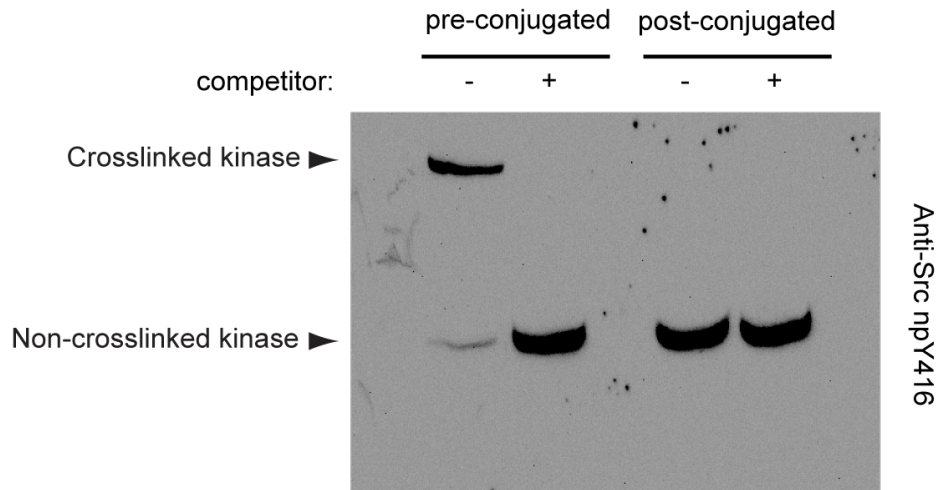 pre-conjugated post-conjugated
competitor: - + - +
Crosslinked kinase
Non-crosslinked kinase
Anti-Src npY416